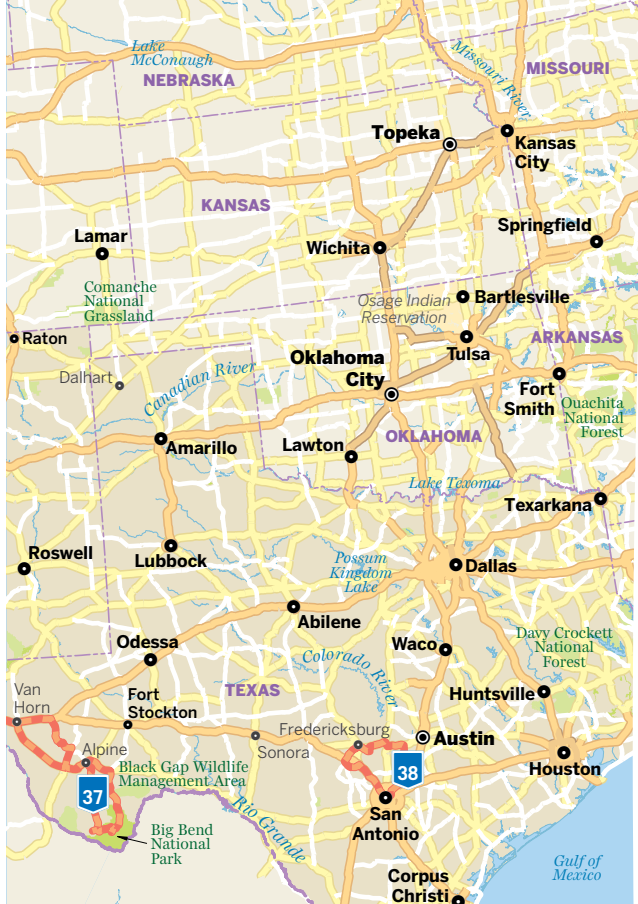 Lake
McConaugh
NEBRASKA
Missouri River
MISSOURI
Topeka
Kansas
City
KANSAS
Lamar
Wichita
Springfield
Comanche
National
Grassland
Osage Indian
Reservation
Bartlesville
Raton
Tulsa
ARKANSAS
Dalhart
Canadian River
Oklahoma
City
Fort
Smith
Ouachita
National
Forest
Amarillo
Lawton
OKLAHOMA
Lake Texoma
Texarkana
Roswell
Lubbock
Possum
Kingdom
Lake
Dallas
Abilene
Odessa
Colorado River
Waco
Davy Crockett
National
Forest
Van
Horn
Fort
Stockton
TEXAS
Huntsville
Fredericksburg
Sonora
Austin
Alpine
Black Gap Wildlife
Management Area
Houston
37
38
Rio Grande
San
Antonio
Big Bend
National
Park
Gulf of
Mexico
Corpus
Christi